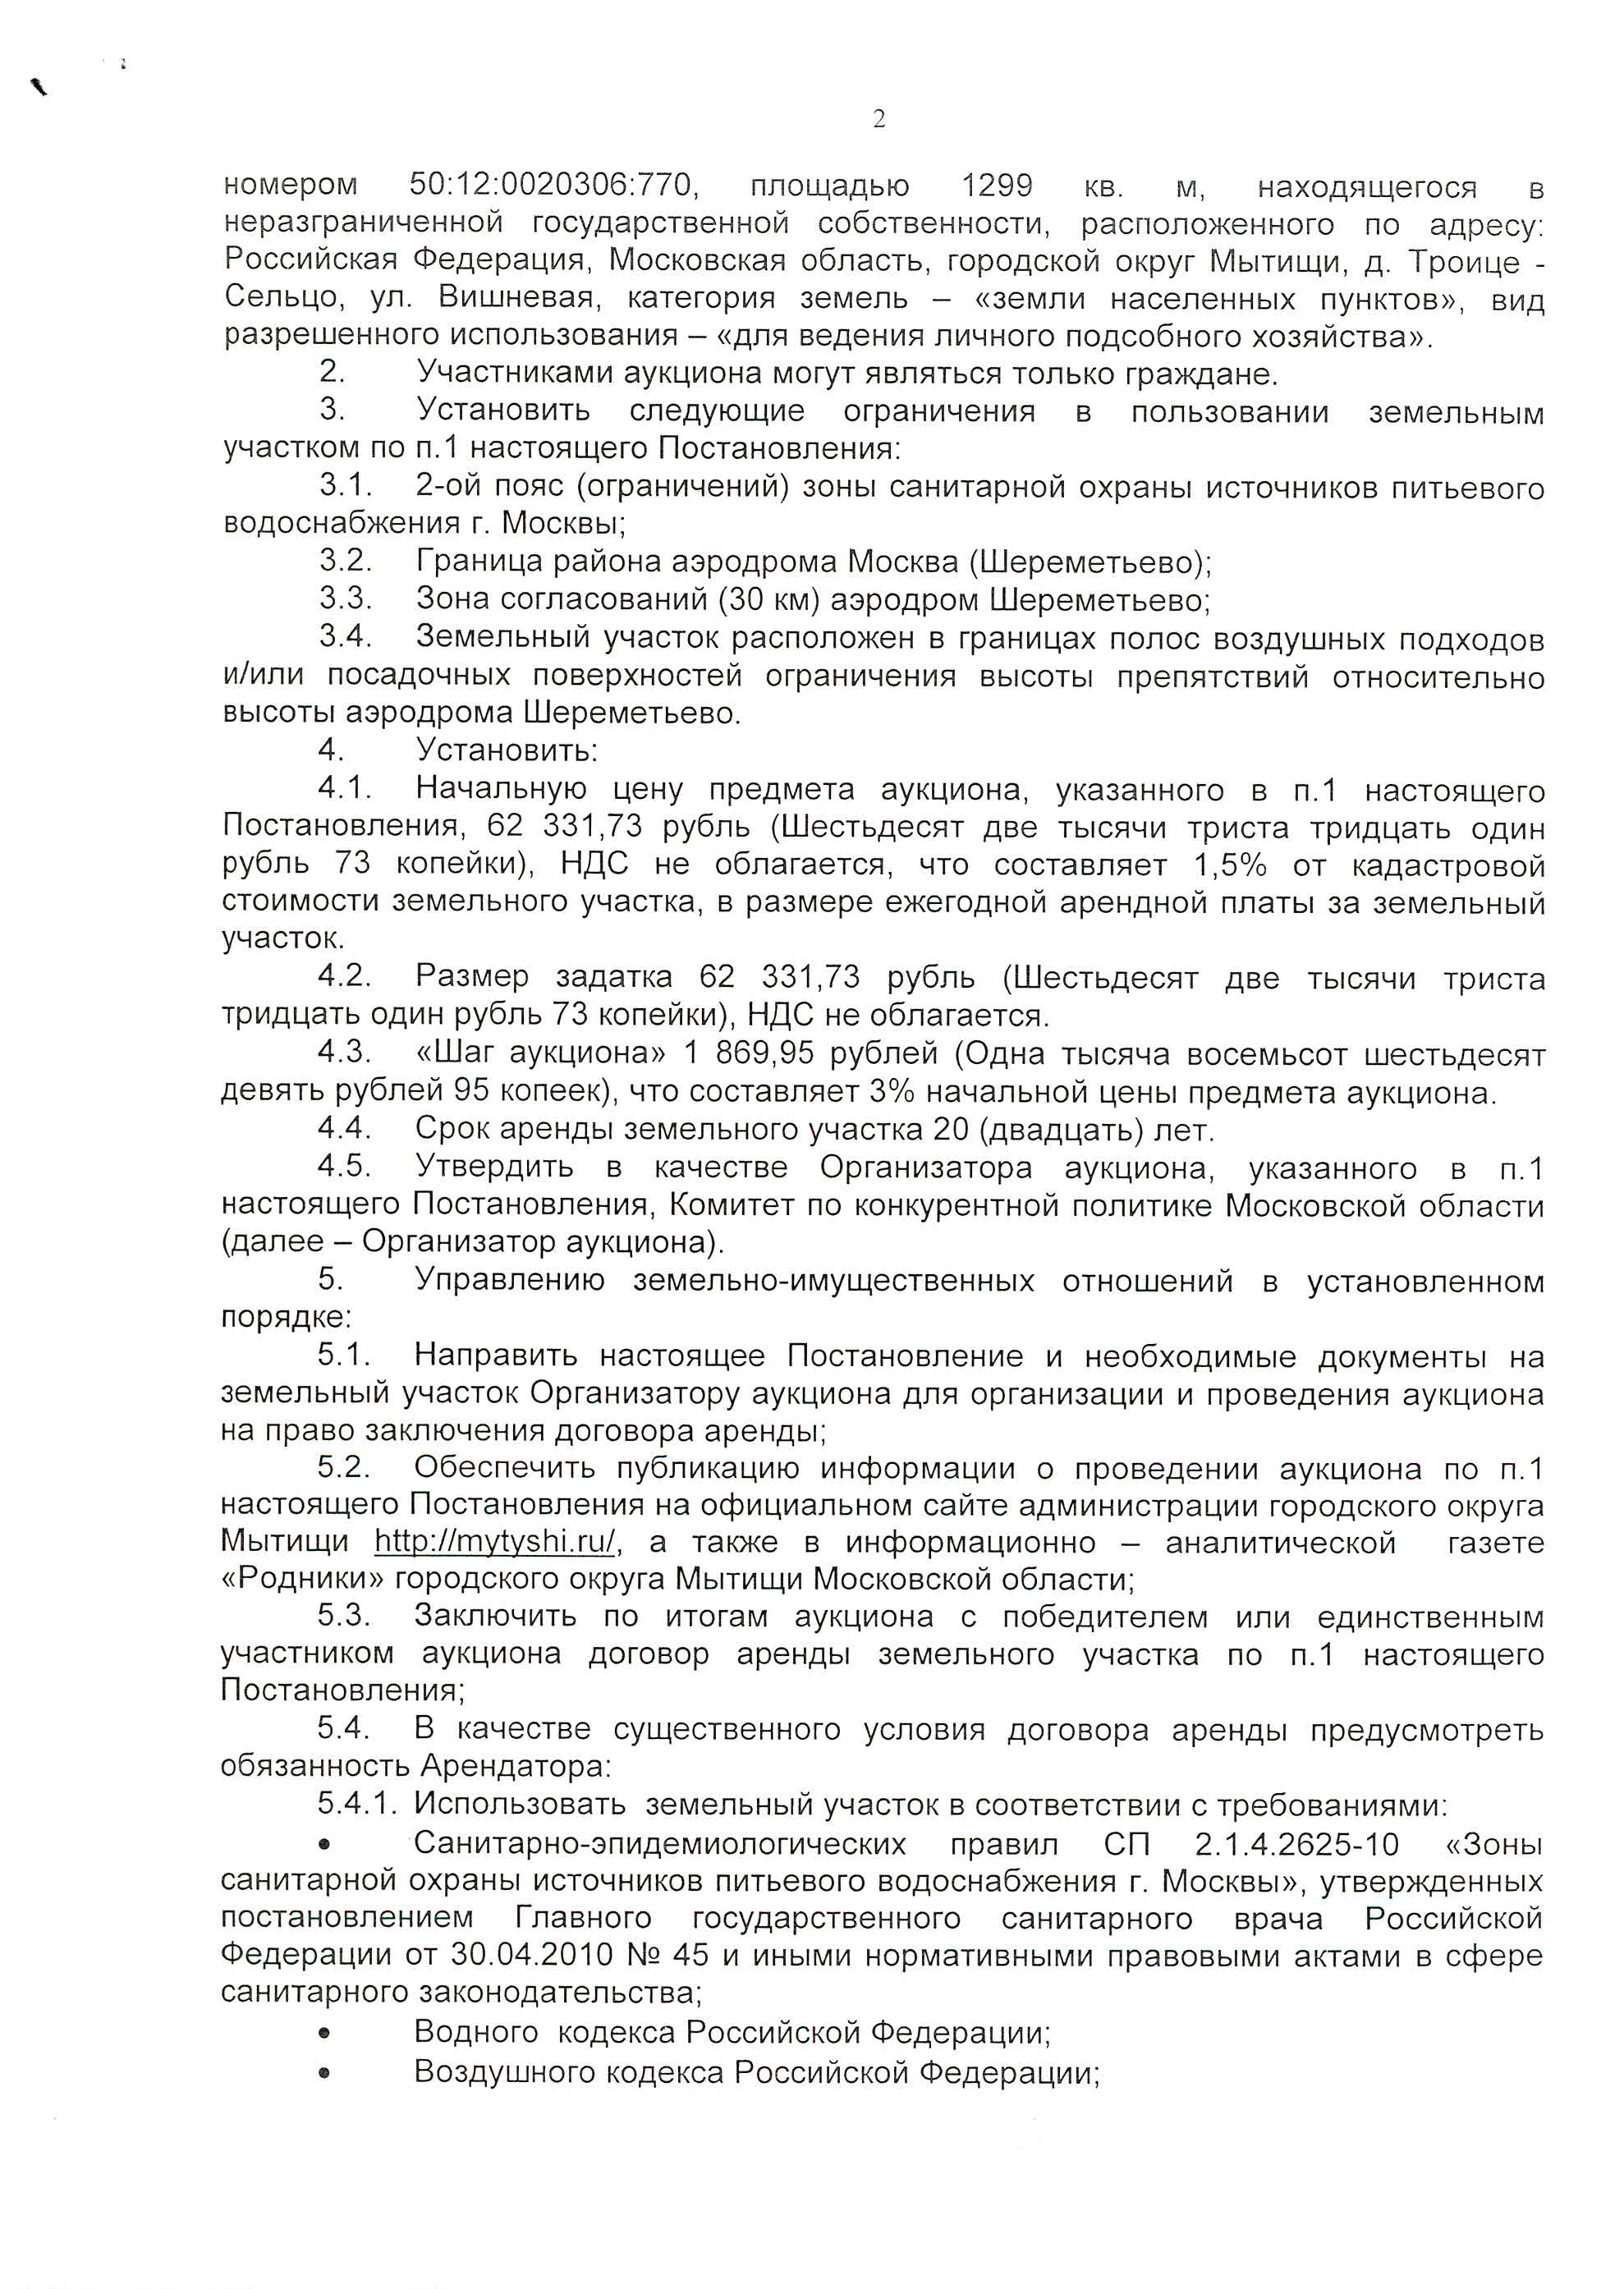 2
номером 50:12:0020306:770, площадью 1299 кв. м, находящегося в
неразграниченной государственной собственности, расположенного по адресу:
Российская Федерация, Московская область, городской округ Мытищи, д. Троице -
Сельцо, ул. Вишневая, категория земель – «земли населенных пунктов», вид
разрешенного использования – «для ведения личного подсобного хозяйства».
2. Участниками аукциона могут являться только граждане.
3. Установить следующие ограничения в пользовании земельным
участком по п.1 настоящего Постановления:
3.1. 2-ой пояс (ограничений) зоны санитарной охраны источников питьевого
водоснабжения г. Москвы;
3.2. Граница района аэродрома Москва (Шереметьево);
3.3. Зона согласований (30 км) аэродром Шереметьево;
3.4. Земельный участок расположен в границах полос воздушных подходов
и/или посадочных поверхностей ограничения высоты препятствий относительно
высоты аэродрома Шереметьево.
4. Установить:
4.1. Начальную цену предмета аукциона, указанного в п.1 настоящего
Постановления, 62 331,73 рубль (Шестьдесят две тысячи триста тридцать один
рубль 73 копейки), НДС не облагается, что составляет 1,5% от кадастровой
стоимости земельного участка, в размере ежегодной арендной платы за земельный
участок.
4.2. Размер задатка 62 331,73 рубль (Шестьдесят две тысячи триста
тридцать один рубль 73 копейки), НДС не облагается.
4.3. «Шаг аукциона» 1 869,95 рублей (Одна тысяча восемьсот шестьдесят
девять рублей 95 копеек), что составляет 3% начальной цены предмета аукциона.
4.4. Срок аренды земельного участка 20 (двадцать) лет.
4.5. Утвердить в качестве Организатора аукциона, указанного в п.1
настоящего Постановления, Комитет по конкурентной политике Московской области
(далее – Организатор аукциона).
5. Управлению земельно-имущественных отношений в установленном
порядке:
5.1. Направить настоящее Постановление и необходимые документы на
земельный участок Организатору аукциона для организации и проведения аукциона
на право заключения договора аренды;
5.2. Обеспечить публикацию информации о проведении аукциона по п.1
настоящего Постановления на официальном сайте администрации городского округа
Мытищи http://mytyshi.ru/, а также в информационно – аналитической газете
«Родники» городского округа Мытищи Московской области;
5.3. Заключить по итогам аукциона с победителем или единственным
участником аукциона договор аренды земельного участка по п.1 настоящего
Постановления;
5.4. В качестве существенного условия договора аренды предусмотреть
обязанность Арендатора:
5.4.1. Использовать земельный участок в соответствии с требованиями:
• Санитарно-эпидемиологических правил СП 2.1.4.2625-10 «Зоны
санитарной охраны источников питьевого водоснабжения г. Москвы», утвержденных
постановлением Главного государственного санитарного врача Российской
Федерации от 30.04.2010 № 45 и иными нормативными правовыми актами в сфере
санитарного законодательства;
• Водного кодекса Российской Федерации;
• Воздушного кодекса Российской Федерации;